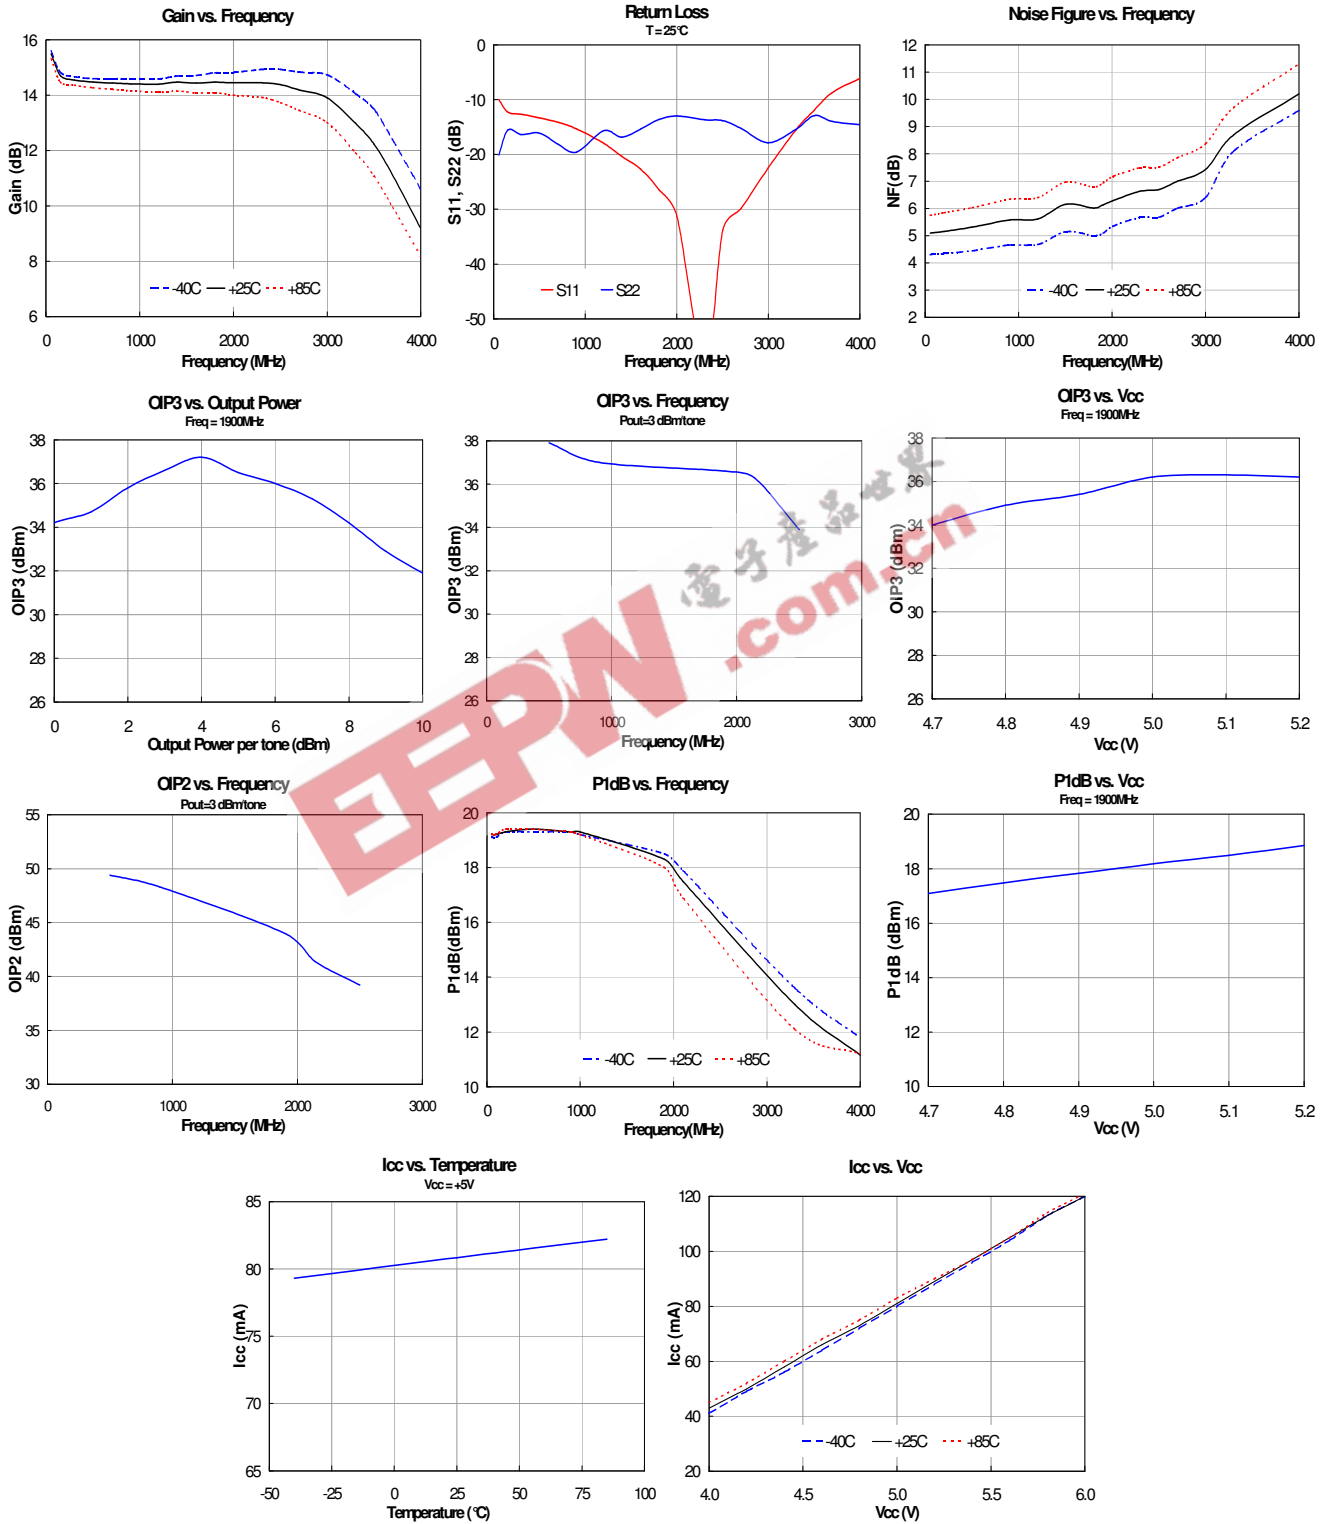 Gain vs. Frequency
16
14
12
10
8
6
Gain (dB)
-40C
+25C
+85C
0
1000
2000
3000
4000
Frequency (MHz)
Return Loss
T = 25°C
0
-10
-20
-30
-40
-50
S11, S22 (dB)
S11
S22
0
1000
2000
3000
4000
Frequency (MHz)
Noise Figure vs. Frequency
12
11
10
9
8
7
6
5
4
3
2
NF(dB)
-40C
+25C
+85C
0
1000
2000
3000
4000
Frequency(MHz)
OIP3 vs. Output Power
Freq = 1900MHz
38
36
34
32
30
28
26
OIP3 (dBm)
0
2
4
6
8
10
Output Power per tone (dBm)
OIP3 vs. Frequency
Pout=3 dBm/tone
38
36
34
32
30
28
26
OIP3 (dBm)
0
1000
2000
3000
Frequency (MHz)
OIP3 vs. Vcc
Freq = 1900MHz
38
36
34
32
30
28
26
OIP3 (dBm)
4.7
4.8
4.9
5.0
5.1
5.2
Vcc (V)
EEPW
.com.cn
電子產品世界
OIP2 vs. Frequency
Pout=3 dBm/tone
55
50
45
40
35
30
OIP2 (dBm)
0
1000
2000
3000
Frequency (MHz)
P1dB vs. Frequency
20
18
16
14
12
10
P1dB(dBm)
-40C
+25C
+85C
0
1000
2000
3000
4000
Frequency(MHz)
P1dB vs. Vcc
Freq = 1900MHz
20
18
16
14
12
10
P1dB (dBm)
4.7
4.8
4.9
5.0
5.1
5.2
Vcc (V)
Icc vs. Temperature
Vcc = +5V
85
80
75
70
65
Icc (mA)
-50
-25
0
25
50
75
100
Temperature (°C)
Icc vs. Vcc
120
100
80
60
40
20
Icc (mA)
-40C
+25C
+85C
4.0
4.5
5.0
5.5
6.0
Vcc (V)